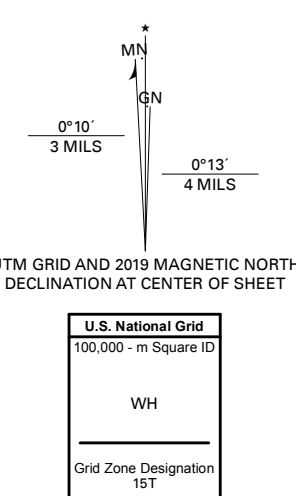 ★
MN
GN
0°10´
3 MILS
0°13´
4 MILS
UTM GRID AND 2019 MAGNETIC NORTH
DECLINATION AT CENTER OF SHEET
U.S. National Grid
100,000 - m Square ID
WH
Grid Zone Designation
15T